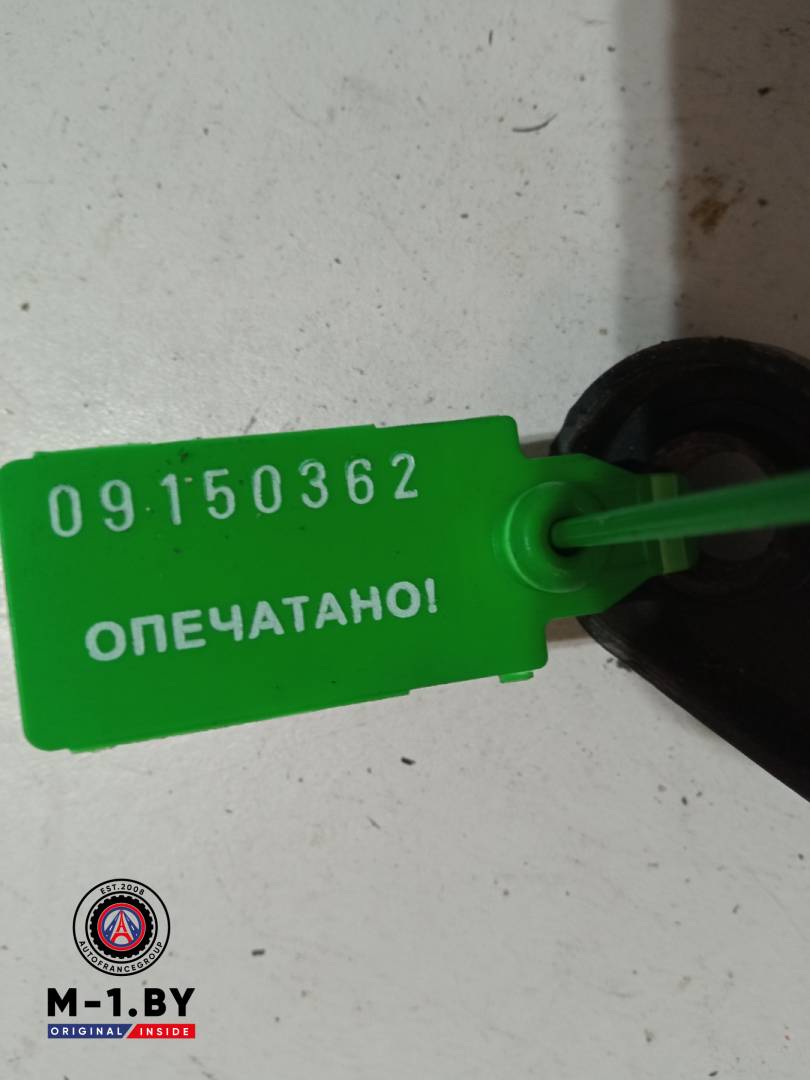 09150362
ОПЕЧАТАНО!
EST.2008
AUTOFRANCEGROUP
M-1.BY
ORIGINAL INSIDE